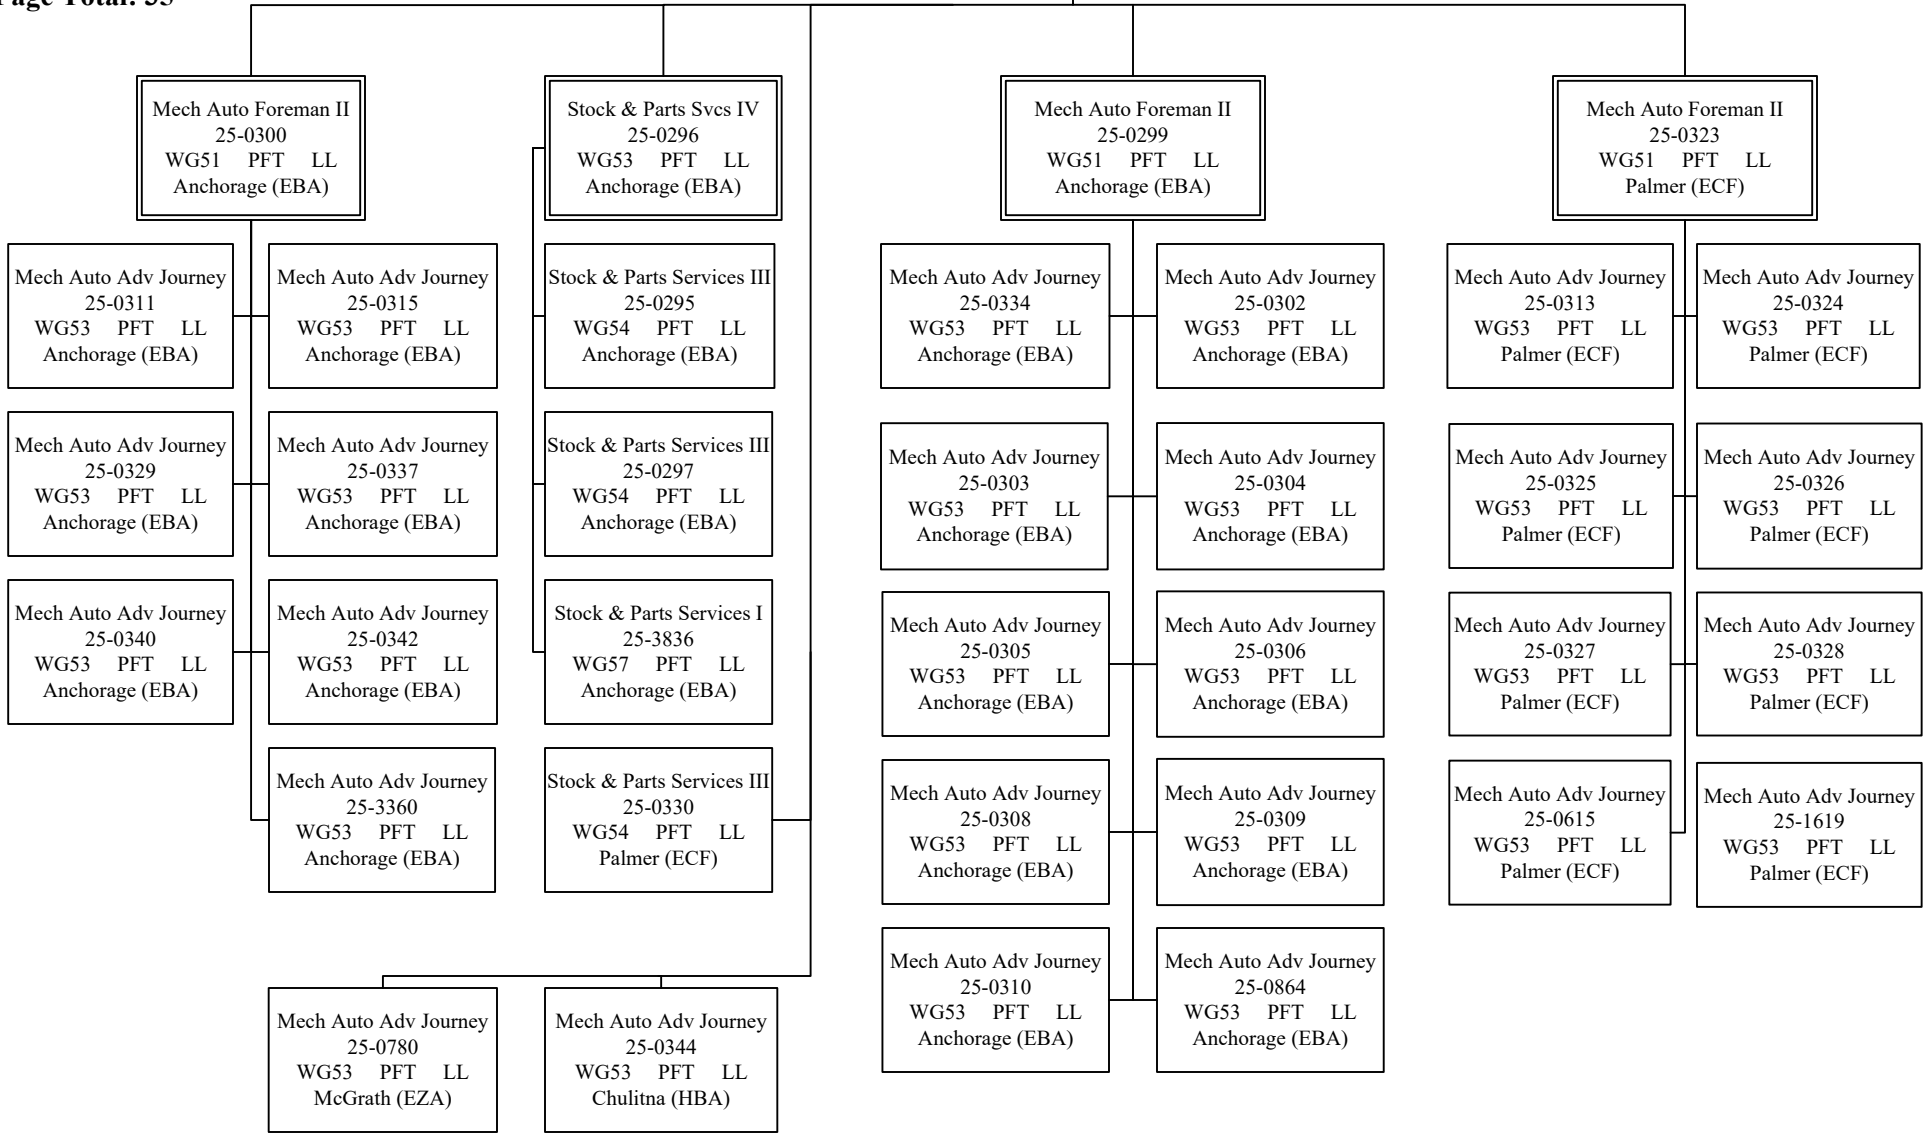 Page Total: 35
Mech Auto Foreman II
25-0300
WG51 PFT LL
Anchorage (EBA)
Mech Auto Adv Journey
25-0311
WG53 PFT LL
Anchorage (EBA)
Mech Auto Adv Journey
25-0315
WG53 PFT LL
Anchorage (EBA)
Mech Auto Adv Journey
25-0329
WG53 PFT LL
Anchorage (EBA)
Mech Auto Adv Journey
25-0337
WG53 PFT LL
Anchorage (EBA)
Mech Auto Adv Journey
25-0340
WG53 PFT LL
Anchorage (EBA)
Mech Auto Adv Journey
25-0342
WG53 PFT LL
Anchorage (EBA)
Mech Auto Adv Journey
25-3360
WG53 PFT LL
Anchorage (EBA)
Stock & Parts Svcs IV
25-0296
WG53 PFT LL
Anchorage (EBA)
Stock & Parts Services III
25-0295
WG54 PFT LL
Anchorage (EBA)
Stock & Parts Services III
25-0297
WG54 PFT LL
Anchorage (EBA)
Stock & Parts Services I
25-3836
WG57 PFT LL
Anchorage (EBA)
Stock & Parts Services III
25-0330
WG54 PFT LL
Palmer (ECF)
Mech Auto Adv Journey
25-0780
WG53 PFT LL
McGrath (EZA)
Mech Auto Adv Journey
25-0344
WG53 PFT LL
Chulitna (HBA)
Mech Auto Foreman II
25-0299
WG51 PFT LL
Anchorage (EBA)
Mech Auto Adv Journey
25-0334
WG53 PFT LL
Anchorage (EBA)
Mech Auto Adv Journey
25-0302
WG53 PFT LL
Anchorage (EBA)
Mech Auto Adv Journey
25-0303
WG53 PFT LL
Anchorage (EBA)
Mech Auto Adv Journey
25-0304
WG53 PFT LL
Anchorage (EBA)
Mech Auto Adv Journey
25-0305
WG53 PFT LL
Anchorage (EBA)
Mech Auto Adv Journey
25-0306
WG53 PFT LL
Anchorage (EBA)
Mech Auto Adv Journey
25-0308
WG53 PFT LL
Anchorage (EBA)
Mech Auto Adv Journey
25-0309
WG53 PFT LL
Anchorage (EBA)
Mech Auto Adv Journey
25-0310
WG53 PFT LL
Anchorage (EBA)
Mech Auto Adv Journey
25-0864
WG53 PFT LL
Anchorage (EBA)
Mech Auto Foreman II
25-0323
WG51 PFT LL
Palmer (ECF)
Mech Auto Adv Journey
25-0313
WG53 PFT LL
Palmer (ECF)
Mech Auto Adv Journey
25-0324
WG53 PFT LL
Palmer (ECF)
Mech Auto Adv Journey
25-0325
WG53 PFT LL
Palmer (ECF)
Mech Auto Adv Journey
25-0326
WG53 PFT LL
Palmer (ECF)
Mech Auto Adv Journey
25-0327
WG53 PFT LL
Palmer (ECF)
Mech Auto Adv Journey
25-0328
WG53 PFT LL
Palmer (ECF)
Mech Auto Adv Journey
25-0615
WG53 PFT LL
Palmer (ECF)
Mech Auto Adv Journey
25-1619
WG53 PFT LL
Palmer (ECF)